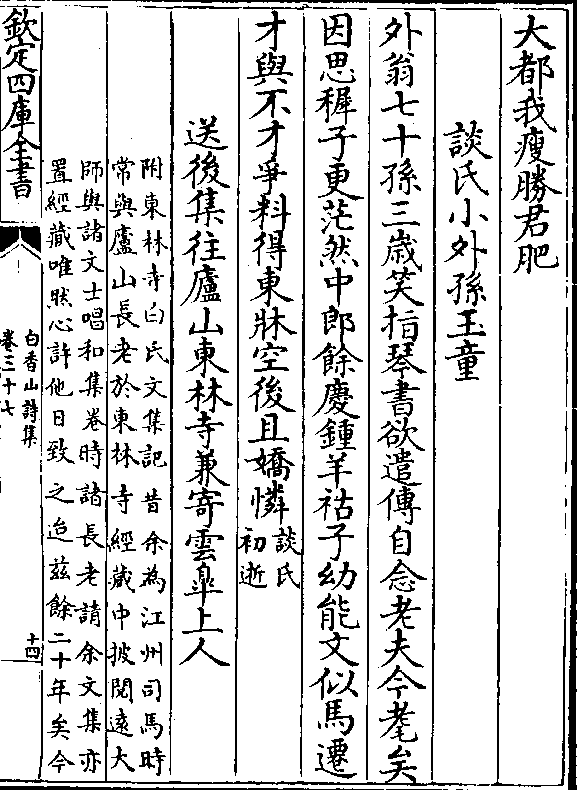 大都我瘦勝君肥
談氏小外孫玉童
外翁七十孫三歳笑指琴書欲遣傳自念老夫今耄矣
因思穉子更茫然中郎餘慶鍾羊祜子幼能文似馬遷
才與不才爭料得東牀空後且嬌憐談氏初逝
送後集往廬山東林寺兼寄雲臯上人
附東林寺白氏文集記昔余為江州司馬時
常與廬山長老於東林寺經藏中披閱遠大
師與諸文士唱和集卷時諸長老請余文集亦
置經藏唯然心許他日致之迨兹餘二十年矣今
欽定四庫全書
白香山詩集
卷三十七
十四